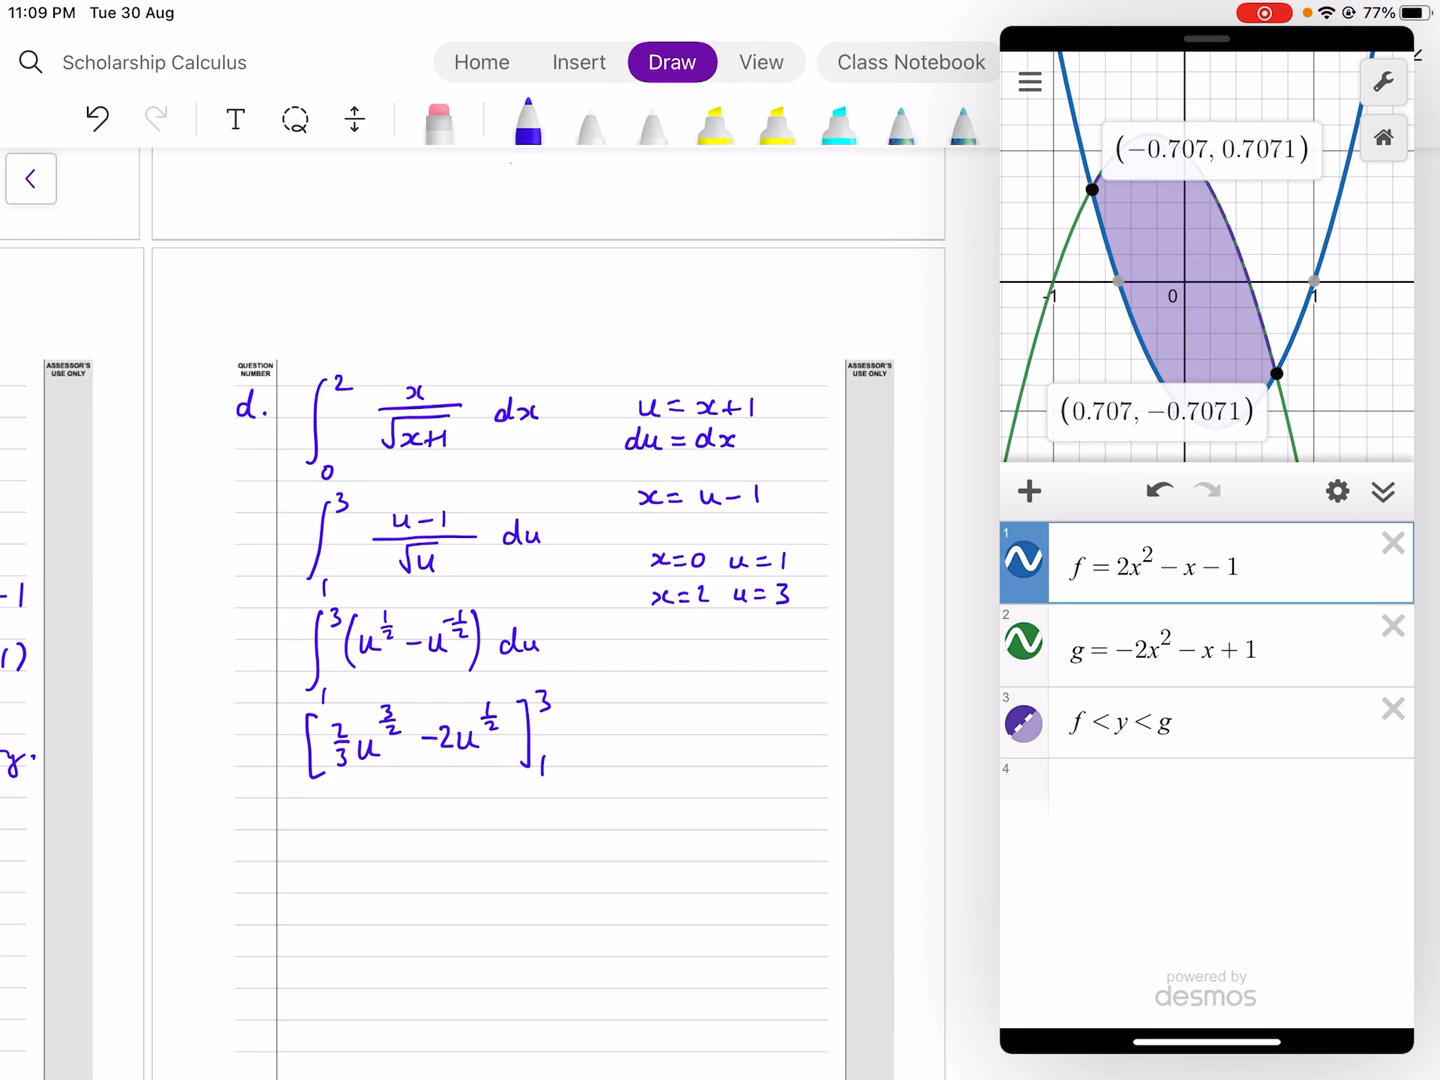 11:09 PM Tue 30 Aug
77%
Scholarship Calculus
Home Insert Draw View Class Notebook
T
ASSESSOR'S
USE ONLY
QUESTION
NUMBER
ASSESSOR'S
USE ONLY
d. ∫₀² x/√(x+1) dx
u = x+1
du = dx
x = u - 1
∫₁³ (u-1)/√u du
x=0 u=1
x=2 u=3
∫₁³ (u^(1/2) - u^(-1/2)) du
[2/3 u^(3/2) - 2u^(1/2)]₁³
-1
1)
y.
(−0.707, 0.7071)
-1 0 1
(0.707, −0.7071)
1
f = 2x² − x − 1
2
g = −2x² − x + 1
3
f < y < g
4
powered by
desmos